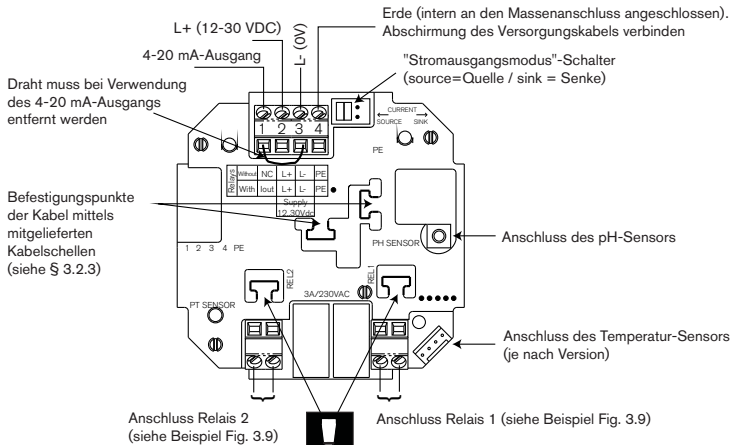 Erde (intern an den Massenanschluss angeschlossen).
Abschirmung des Versorgungskabels verbinden
L+ (12-30 VDC)
L- (0V)
4-20 mA-Ausgang
"Stromausgangsmodus"-Schalter
(source=Quelle / sink = Senke)
Draht muss bei Verwendung
des 4-20 mA-Ausgangs
entfernt werden
1 2 3 4
CURRENT
SOURCE SINK
PE
Relays
Without NC L+ L- PE
With Iout L+ L- PE
Supply
12..30Vdc
Befestigungspunkte
der Kabel mittels
mitgelieferten
Kabelschellen
(siehe § 3.2.3)
1 2 3 4 PE
PH SENSOR
Anschluss des pH-Sensors
REL2
REL1
3A/230VAC
PT SENSOR
Anschluss des Temperatur-Sensors
(je nach Version)
Anschluss Relais 2
(siehe Beispiel Fig. 3.9)
Anschluss Relais 1 (siehe Beispiel Fig. 3.9)